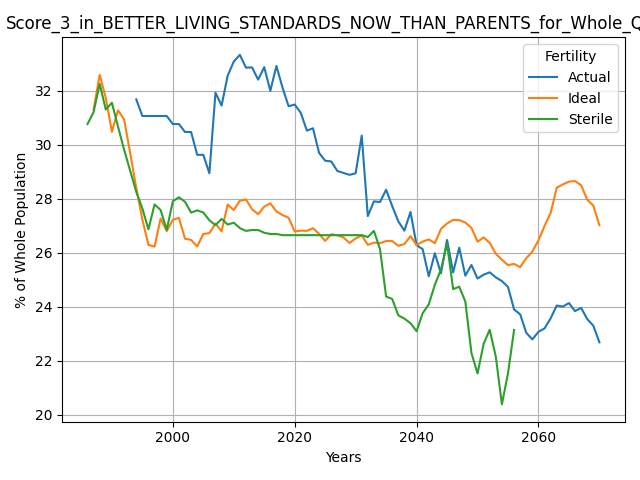 Score_3_in_BETTER_LIVING_STANDARDS_NOW_THAN_PARENTS_for_Whole_Q
Fertility
Actual
Ideal
Sterile
% of Whole Population
32
30
28
26
24
22
20
2000
2020
2040
2060
Years